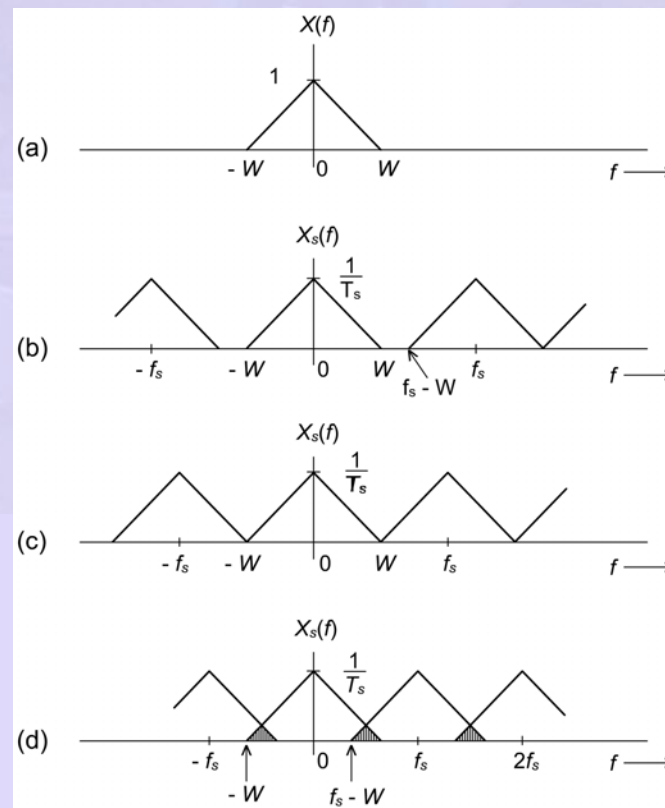 X(f)
1
(a)
- W 0 W f
X_s(f)
1/T_s
(b)
- f_s - W 0 W f_s - W f_s f
X_s(f)
1/T_s
(c)
- f_s - W 0 W f_s f
X_s(f)
1/T_s
(d)
- f_s 0 f_s 2f_s f
- W f_s - W